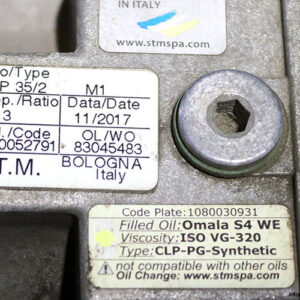 IN ITALY
www.stmspa.com
o/Type
P 35/2 M1
p./Ratio Data/Date
3 11/2017
./Code OL/WO
0052791 83045483
T.M. BOLOGNA
Italy
Code Plate: 1080030931
Filled Oil: Omala S4 WE
Viscosity: ISO VG-320
Type: CLP-PG-Synthetic
not compatible with other oils
Oil Change: www.stmspa.com